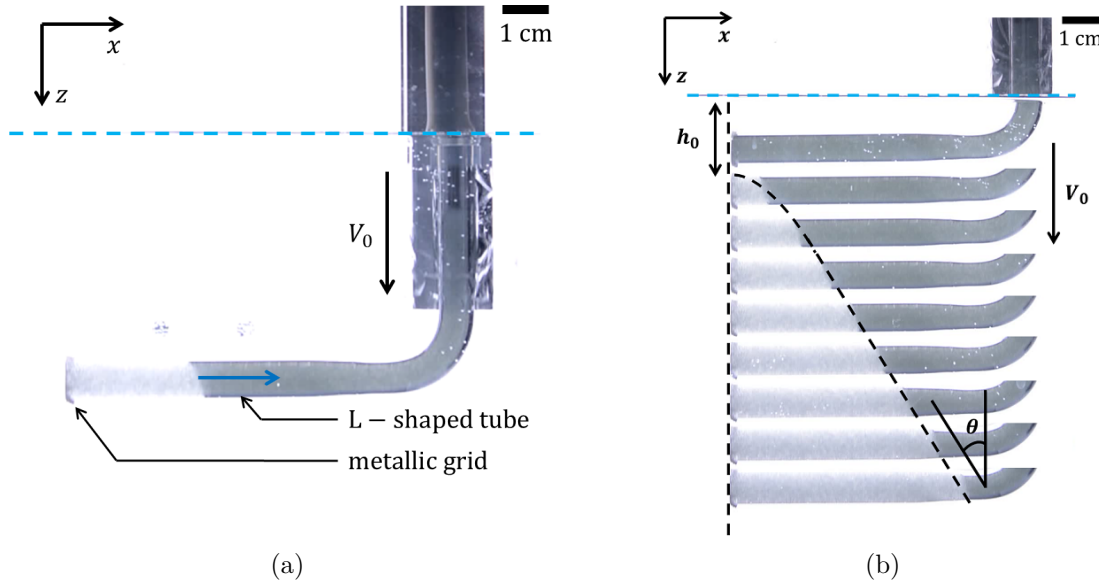 x
z
1 cm
V₀
L − shaped tube
metallic grid
(a)
x
z
1 cm
h₀
V₀
θ
(b)